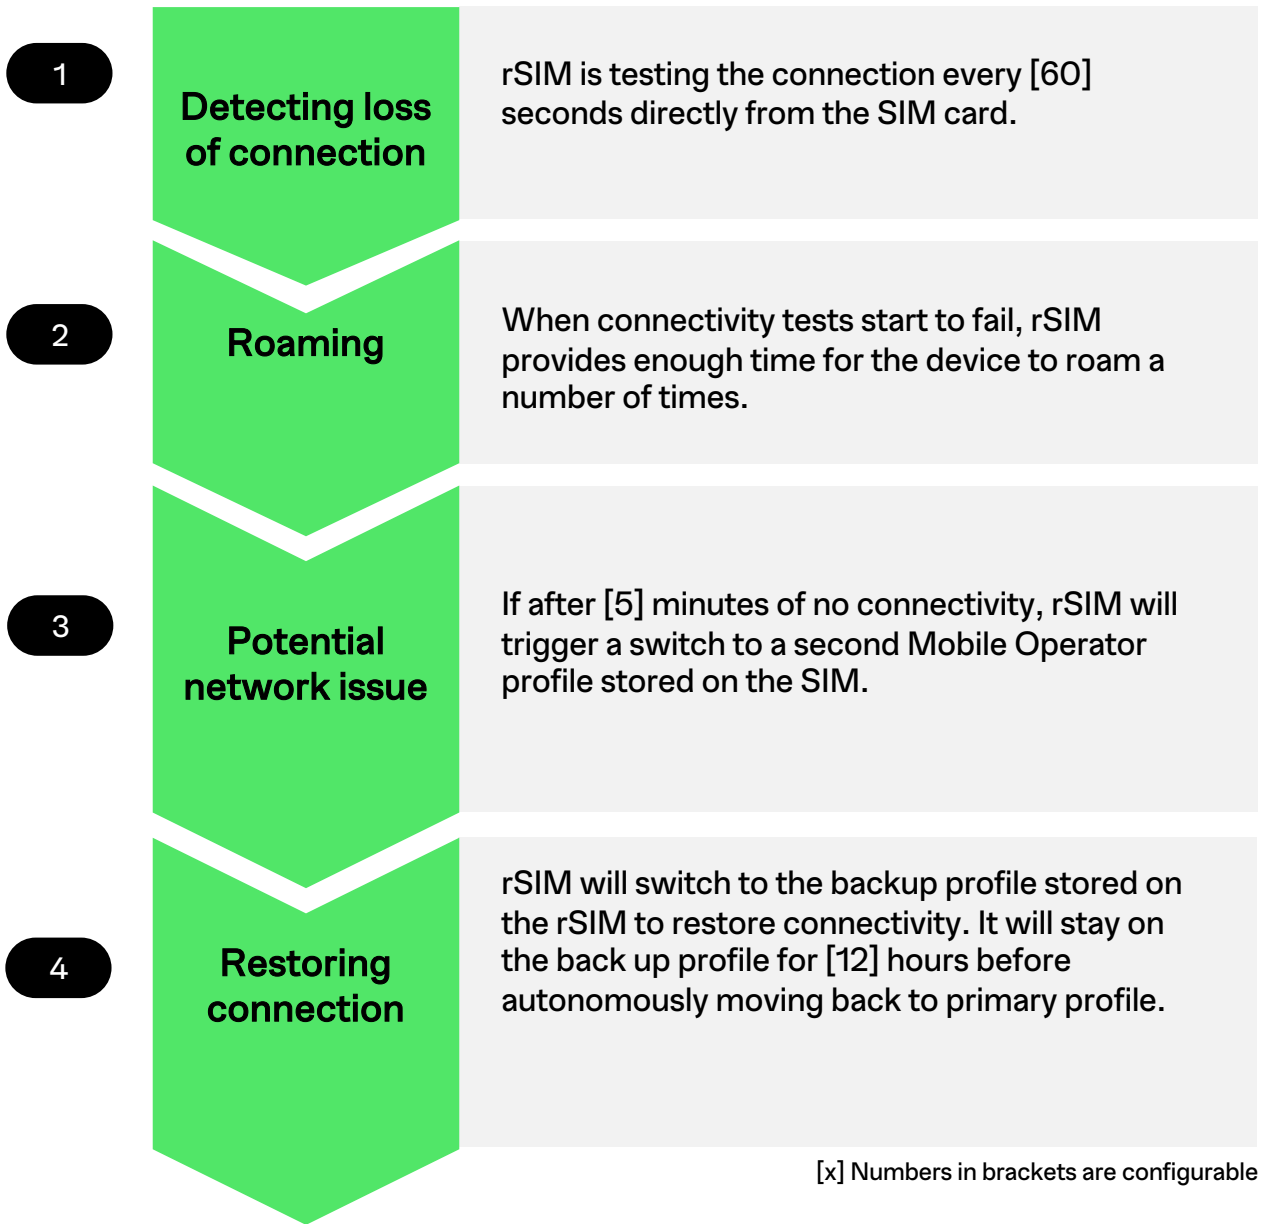 1
Detecting loss
of connection
rSIM is testing the connection every [60]
seconds directly from the SIM card.
2
Roaming
When connectivity tests start to fail, rSIM
provides enough time for the device to roam a
number of times.
3
Potential
network issue
If after [5] minutes of no connectivity, rSIM will
trigger a switch to a second Mobile Operator
profile stored on the SIM.
4
Restoring
connection
rSIM will switch to the backup profile stored on
the rSIM to restore connectivity. It will stay on
the back up profile for [12] hours before
autonomously moving back to primary profile.
[x] Numbers in brackets are configurable